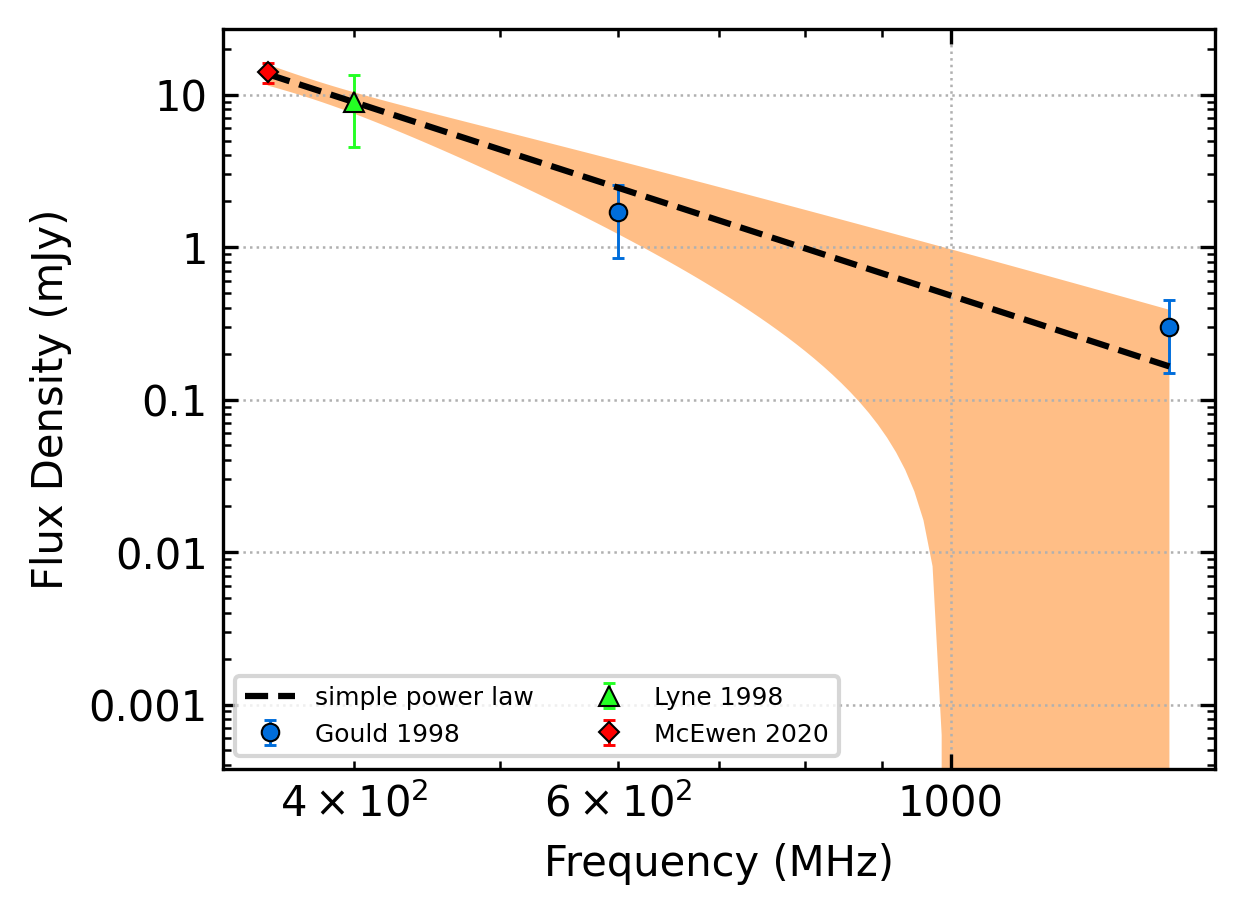 Flux Density (mJy)
10
1
0.1
0.01
0.001
simple power law
Gould 1998
Lyne 1998
McEwen 2020
4 × 10²
6 × 10²
1000
Frequency (MHz)